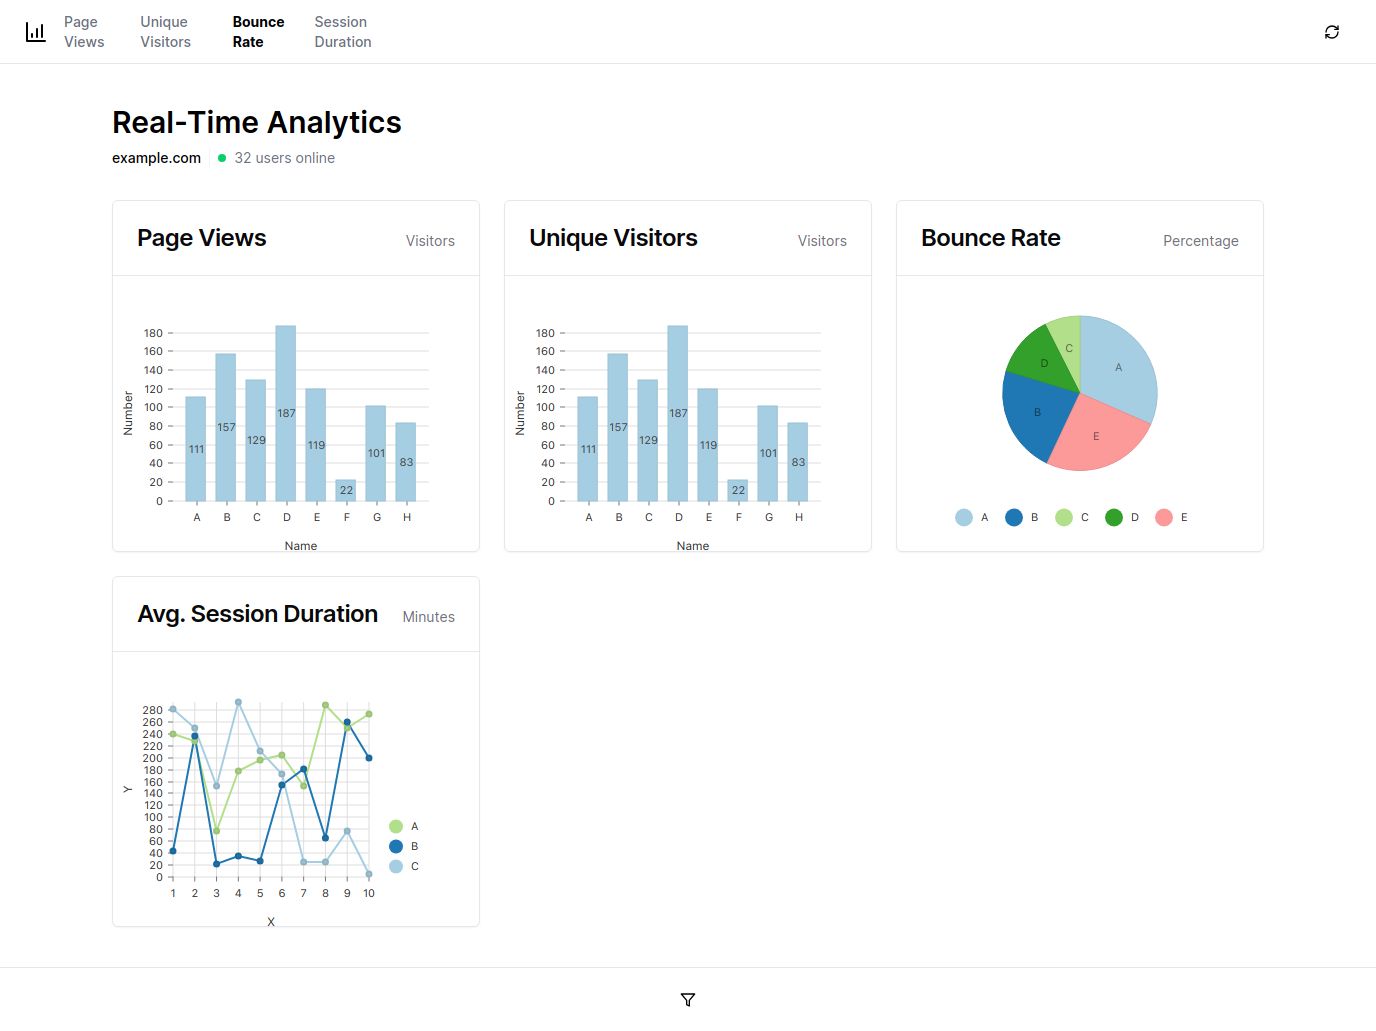 Page Views
Unique Visitors
Bounce Rate
Session Duration
Real-Time Analytics
example.com
32 users online
Page Views
Visitors
Number
180
160
140
120
100
80
60
40
20
0
111
157
129
187
119
22
101
83
A B C D E F G H
Name
Unique Visitors
Visitors
Number
180
160
140
120
100
80
60
40
20
0
111
157
129
187
119
22
101
83
A B C D E F G H
Name
Bounce Rate
Percentage
C
D
A
B
E
A B C D E
Avg. Session Duration
Minutes
Y
280
260
240
220
200
180
160
140
120
100
80
60
40
20
0
1 2 3 4 5 6 7 8 9 10
X
A
B
C